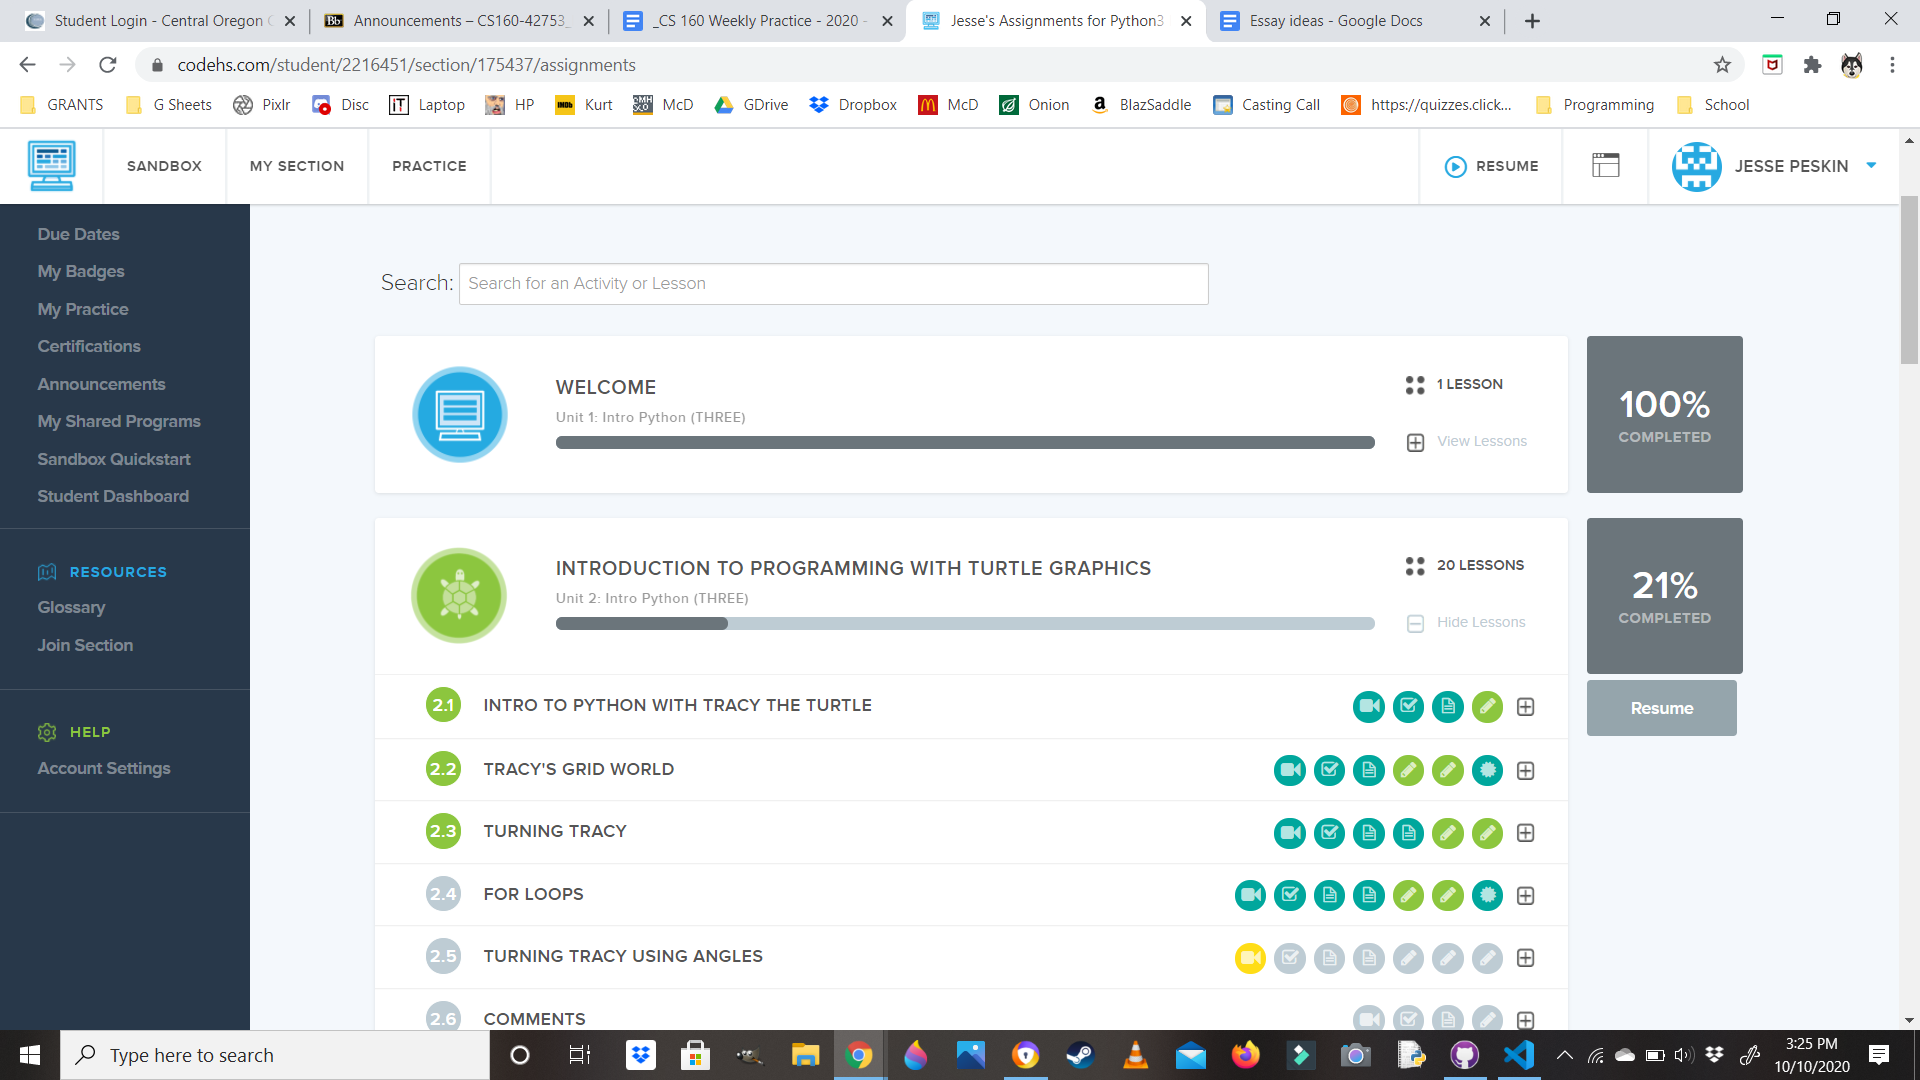 Student Login - Central Oregon C
Announcements – CS160-42753_
_CS 160 Weekly Practice - 2020 -
Jesse's Assignments for Python3
Essay ideas - Google Docs
codehs.com/student/2216451/section/175437/assignments
GRANTS
G Sheets
Pixlr
Disc
Laptop
HP
Kurt
McD
GDrive
Dropbox
McD
Onion
BlazSaddle
Casting Call
https://quizzes.click...
Programming
School
SANDBOX
MY SECTION
PRACTICE
RESUME
JESSE PESKIN
Due Dates
My Badges
My Practice
Certifications
Announcements
My Shared Programs
Sandbox Quickstart
Student Dashboard
RESOURCES
Glossary
Join Section
HELP
Account Settings
Search: Search for an Activity or Lesson
WELCOME
Unit 1: Intro Python (THREE)
1 LESSON
View Lessons
100%
COMPLETED
INTRODUCTION TO PROGRAMMING WITH TURTLE GRAPHICS
Unit 2: Intro Python (THREE)
20 LESSONS
Hide Lessons
21%
COMPLETED
Resume
2.1 INTRO TO PYTHON WITH TRACY THE TURTLE
2.2 TRACY'S GRID WORLD
2.3 TURNING TRACY
2.4 FOR LOOPS
2.5 TURNING TRACY USING ANGLES
2.6 COMMENTS
Type here to search
3:25 PM
10/10/2020